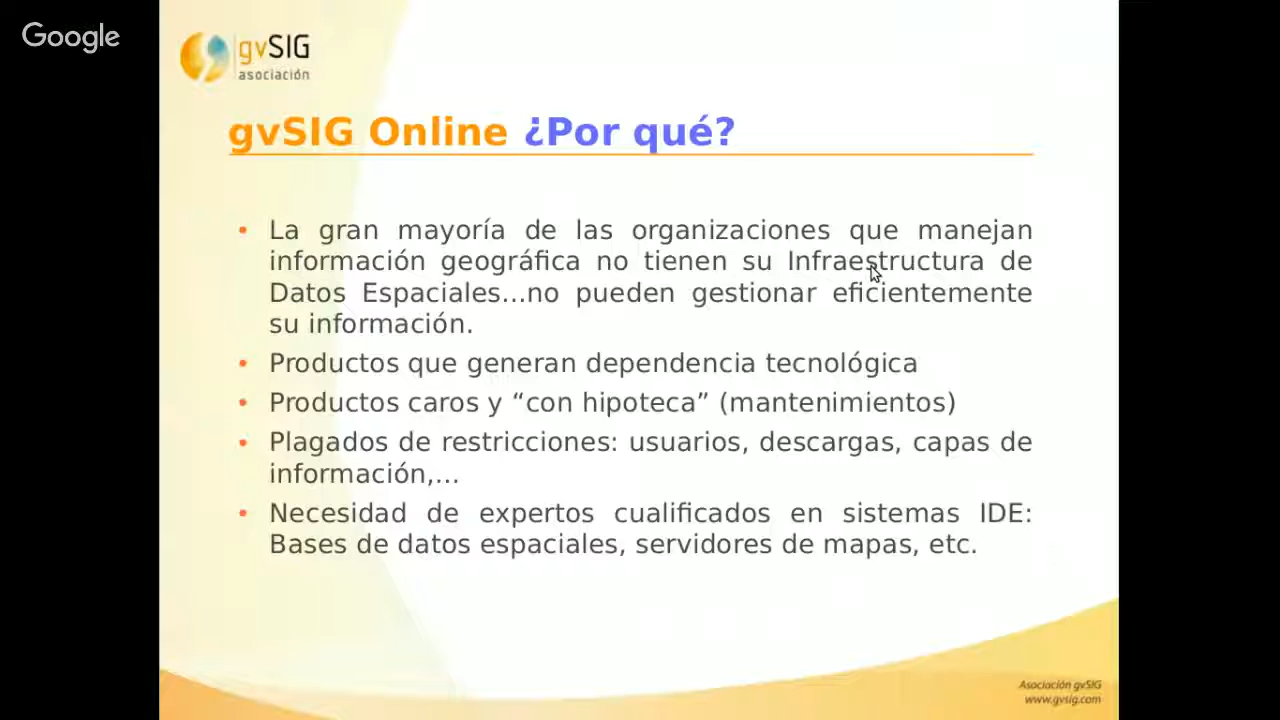 Google
gvSIG
asociación
gvSIG Online ¿Por qué?
• La gran mayoría de las organizaciones que manejan
información geográfica no tienen su Infraestructura de
Datos Espaciales...no pueden gestionar eficientemente
su información.
• Productos que generan dependencia tecnológica
• Productos caros y “con hipoteca” (mantenimientos)
• Plagados de restricciones: usuarios, descargas, capas de
información,...
• Necesidad de expertos cualificados en sistemas IDE:
Bases de datos espaciales, servidores de mapas, etc.
Asociación gvSIG
www.gvsig.com